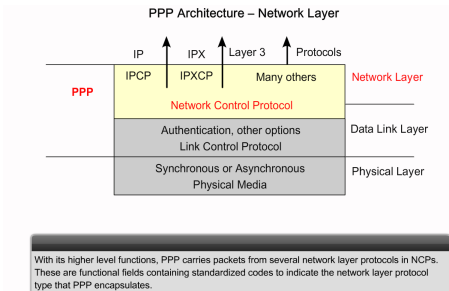 PPP Architecture – Network Layer
IP IPX Layer 3 Protocols
IPCP IPXCP Many others Network Layer
PPP
Network Control Protocol
Authentication, other options Data Link Layer
Link Control Protocol
Synchronous or Asynchronous Physical Layer
Physical Media
With its higher level functions, PPP carries packets from several network layer protocols in NCPs.
These are functional fields containing standardized codes to indicate the network layer protocol
type that PPP encapsulates.